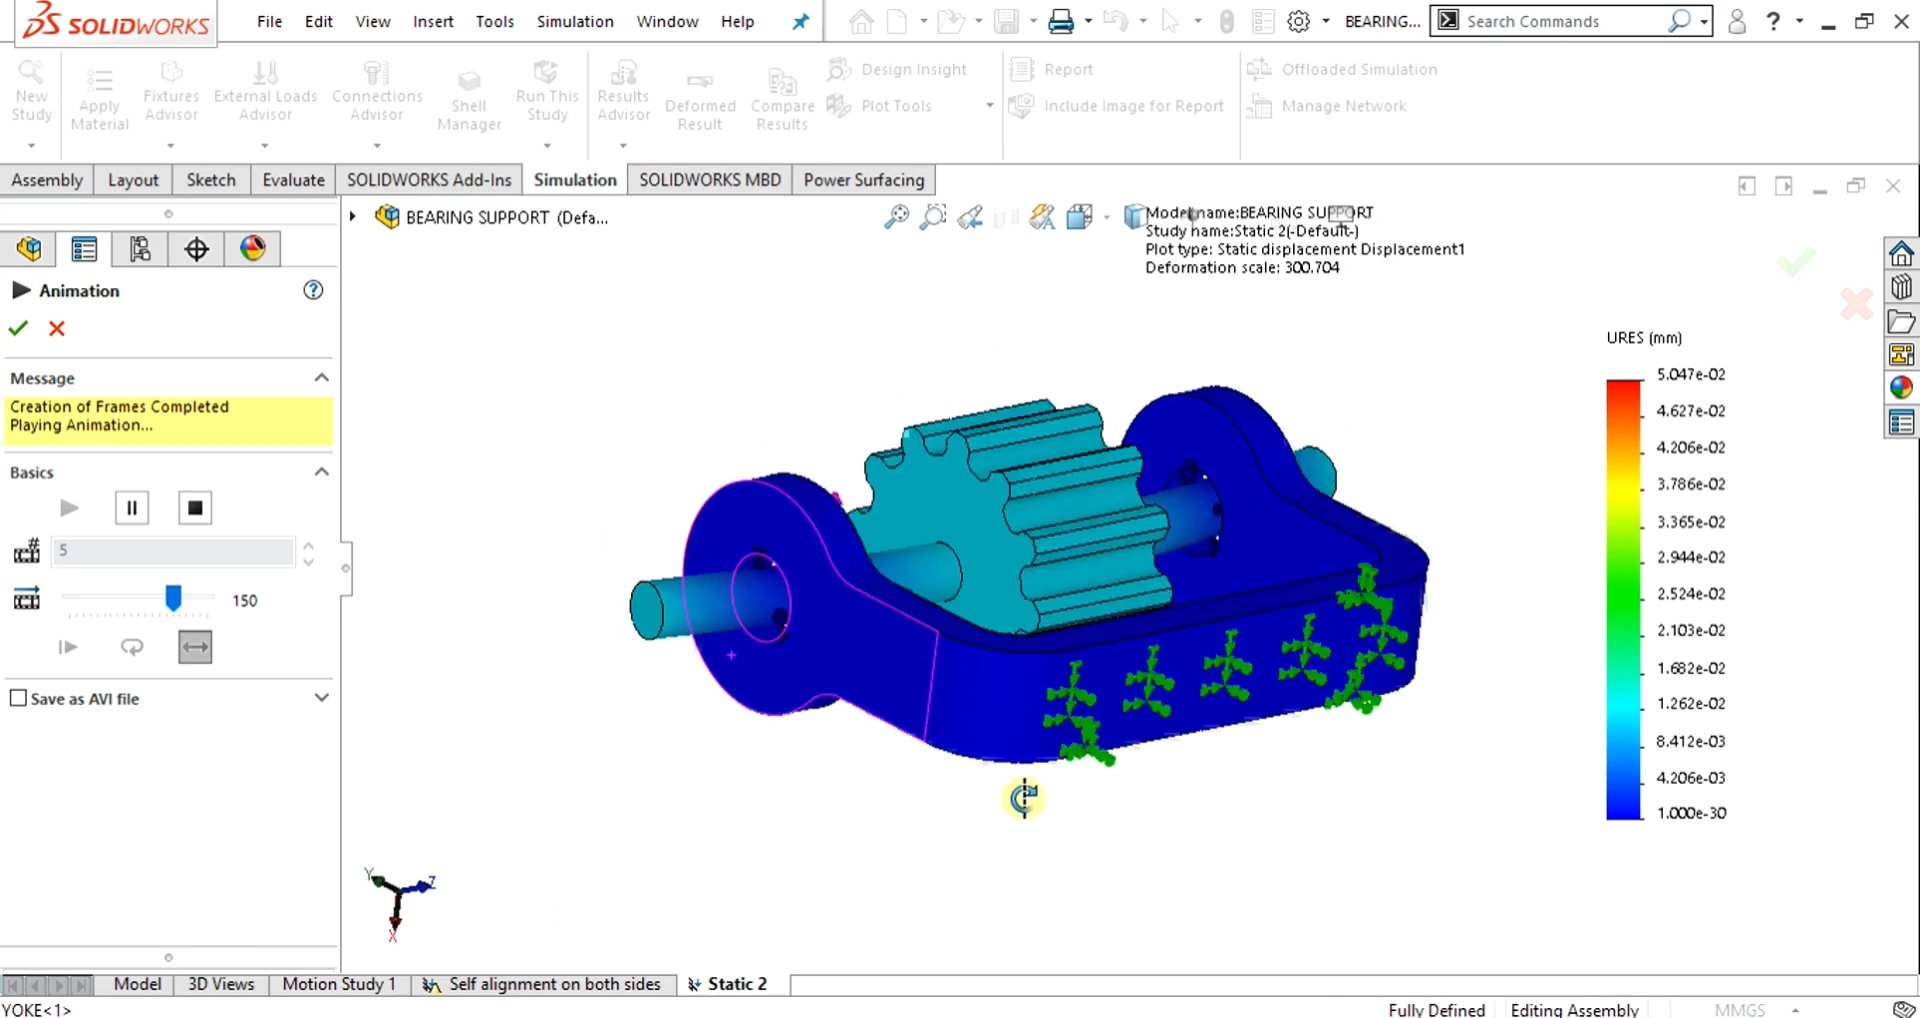 SOLIDWORKS
File Edit View Insert Tools Simulation Window Help
BEARING...
Search Commands
?
New Study
Apply Material
Fixtures Advisor
External Loads Advisor
Connections Advisor
Shell Manager
Run This Study
Results Advisor
Deformed Result
Compare Results
Design Insight
Plot Tools
Report
Include Image for Report
Offloaded Simulation
Manage Network
Assembly Layout Sketch Evaluate SOLIDWORKS Add-Ins Simulation SOLIDWORKS MBD Power Surfacing
BEARING SUPPORT (Defa...
Model name:BEARING SUPPORT
Study name:Static 2(-Default-)
Plot type: Static displacement Displacement1
Deformation scale: 300.704
Animation
?
Message
Creation of Frames Completed
Playing Animation...
Basics
5
150
Save as AVI file
URES (mm)
5.047e-02
4.627e-02
4.206e-02
3.786e-02
3.365e-02
2.944e-02
2.524e-02
2.103e-02
1.682e-02
1.262e-02
8.412e-03
4.206e-03
1.000e-30
Y
Z
X
Model 3D Views Motion Study 1 Self alignment on both sides Static 2
YOKE<1>
Fully Defined Editing Assembly MMGS